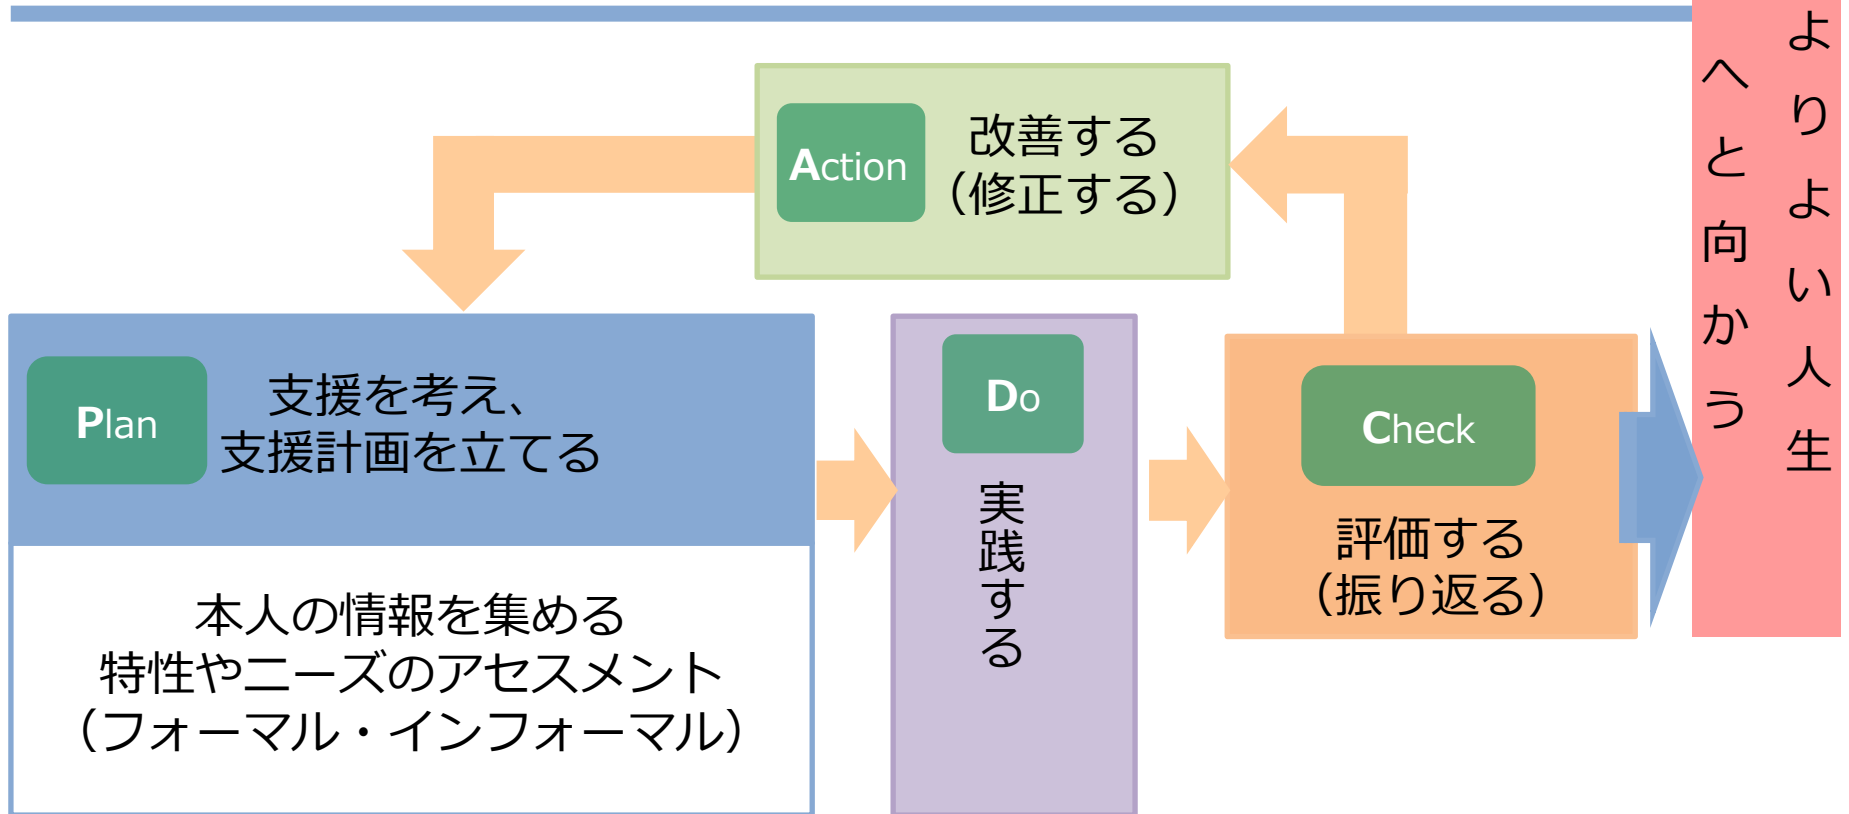 Action
改善する
（修正する）
Plan
支援を考え、
支援計画を立てる
本人の情報を集める
特性やニーズのアセスメント
（フォーマル・インフォーマル）
Do
実践する
Check
評価する
（振り返る）
よりよい人生
へと向かう